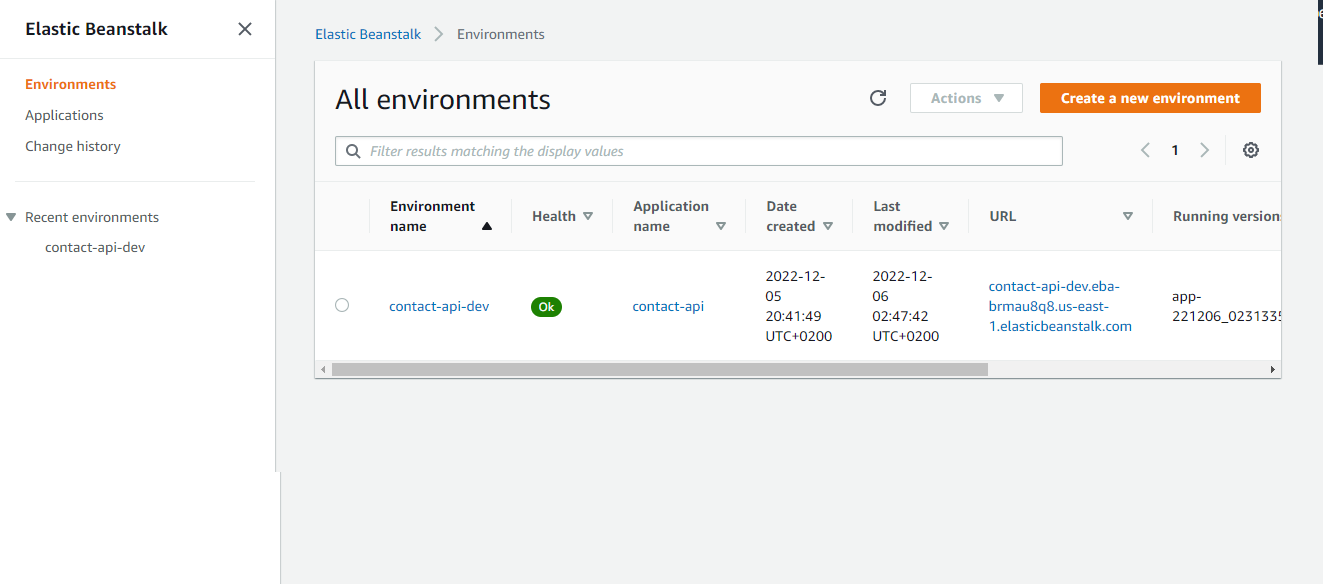 Elastic Beanstalk
Environments
Applications
Change history
Recent environments
contact-api-dev
Elastic Beanstalk > Environments
All environments
Actions
Create a new environment
Filter results matching the display values
1
Environment name
Health
Application name
Date created
Last modified
URL
Running version
contact-api-dev
Ok
contact-api
2022-12-
05
20:41:49
UTC+0200
2022-12-
06
02:47:42
UTC+0200
contact-api-dev.eba-
brmau8q8.us-east-
1.elasticbeanstalk.com
app-
221206_0231335